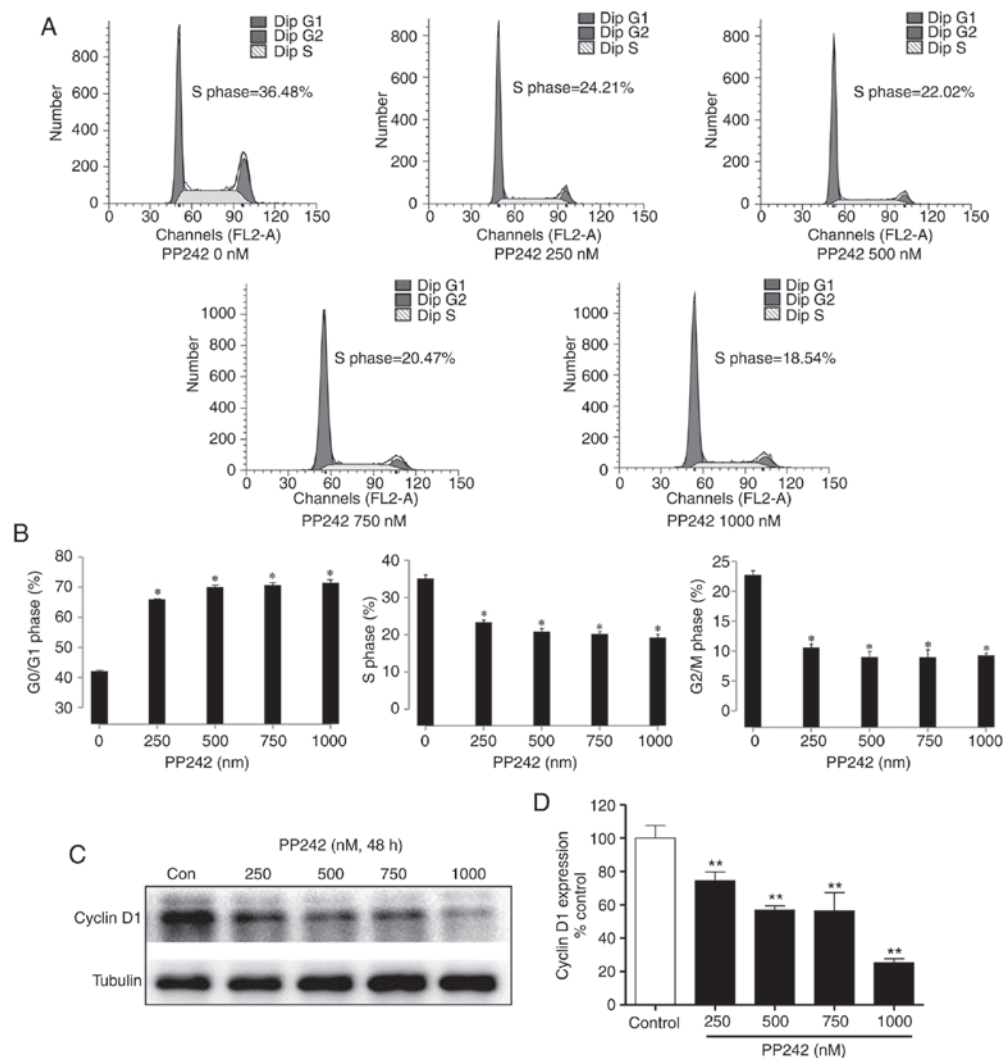 A
Dip G1
Dip G2
Dip S
S phase=36.48%
Number
800
600
400
200
0
0 30 60 90 120 150
Channels (FL2-A)
PP242 0 nM
Dip G1
Dip G2
Dip S
S phase=24.21%
Number
800
600
400
200
0
0 30 60 90 120 150
Channels (FL2-A)
PP242 250 nM
Dip G1
Dip G2
Dip S
S phase=22.02%
Number
800
600
400
200
0
0 30 60 90 120 150
Channels (FL2-A)
PP242 500 nM
Dip G1
Dip G2
Dip S
S phase=20.47%
Number
1000
800
600
400
200
0
0 30 60 90 120 150
Channels (FL2-A)
PP242 750 nM
Dip G1
Dip G2
Dip S
S phase=18.54%
Number
1000
800
600
400
200
0
0 30 60 90 120 150
Channels (FL2-A)
PP242 1000 nM
B
G0/G1 phase (%)
80
70
60
50
40
30
* * * *
0 250 500 750 1000
PP242 (nm)
S phase (%)
40
30
20
10
0
* * * *
0 250 500 750 1000
PP242 (nm)
G2/M phase (%)
25
20
15
10
5
0
* * * *
0 250 500 750 1000
PP242 (nm)
C
PP242 (nM, 48 h)
Con 250 500 750 1000
Cyclin D1
Tubulin
D
Cyclin D1 expression
% control
120
100
80
60
40
20
0
** ** ** **
Control 250 500 750 1000
PP242 (nM)